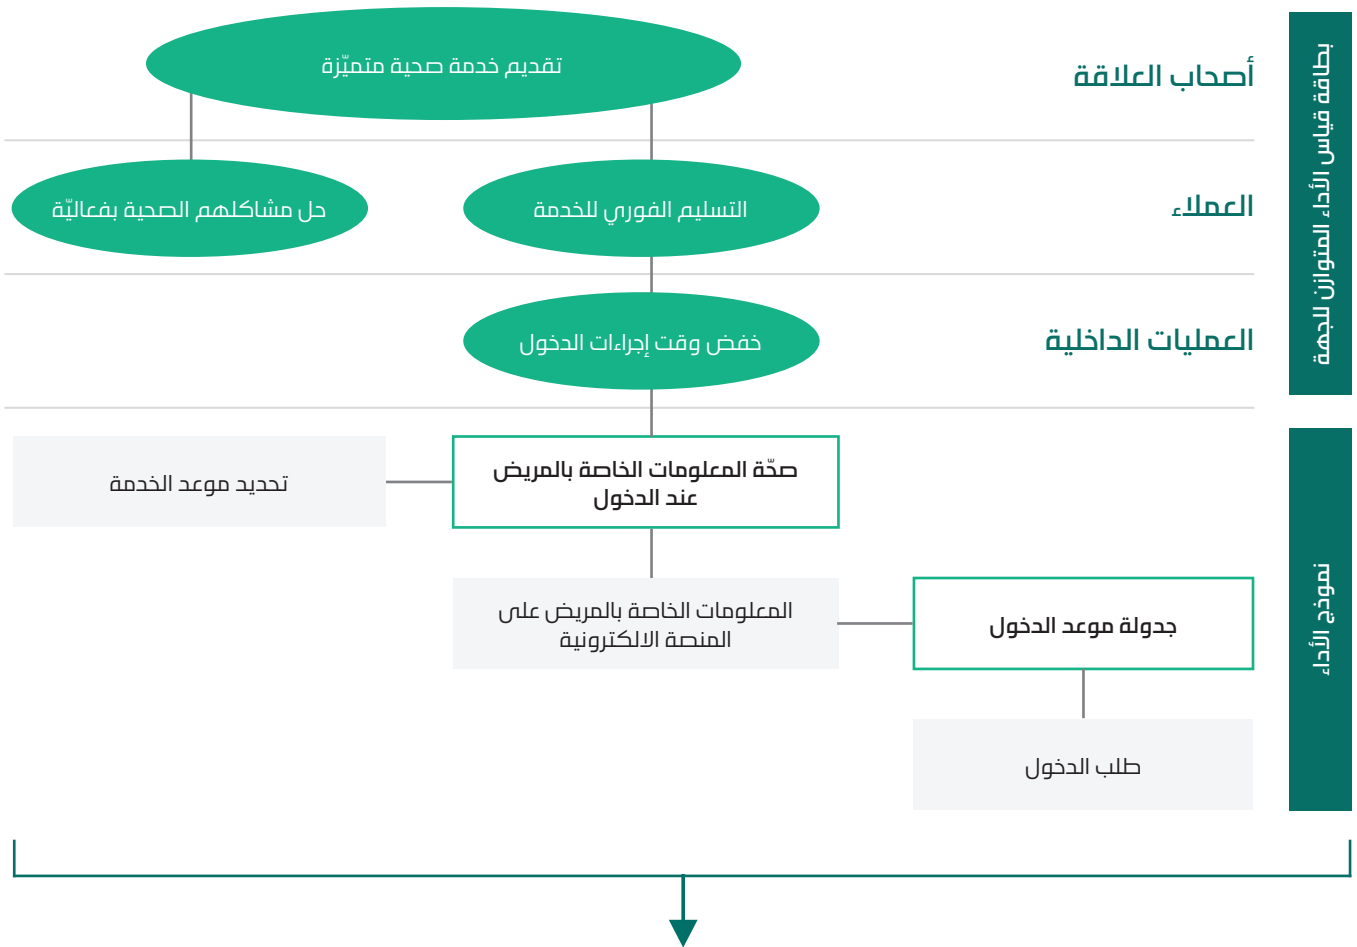 بطاقة قياس الأداء المتوازن للجهة
أصحاب العلاقة
تقديم خدمة صحية متميّزة
العملاء
التسليم الفوري للخدمة
حل مشاكلهم الصحية بفعاليّة
العمليات الداخلية
خفض وقت إجراءات الدخول
نموذج الأداء
صحّة المعلومات الخاصة بالمريض
عند الدخول
تحديد موعد الخدمة
جدولة موعد الدخول
المعلومات الخاصة بالمريض على
المنصة الالكترونية
طلب الدخول